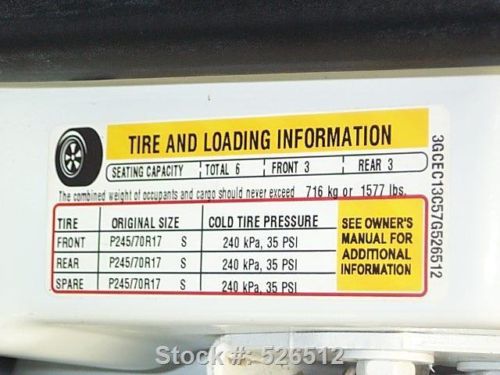 TIRE AND LOADING INFORMATION
SEATING CAPACITY TOTAL 6 FRONT 3 REAR 3
The combined weight of occupants and cargo should never exceed 716 kg or 1577 lbs.
TIRE ORIGINAL SIZE COLD TIRE PRESSURE
FRONT P245/70R17 S 240 kPa, 35 PSI
REAR P245/70R17 S 240 kPa, 35 PSI
SPARE P245/70R17 S 240 kPa, 35 PSI
SEE OWNER'S
MANUAL FOR
ADDITIONAL
INFORMATION
3GCEC13C57G526512
Stock #: 526512